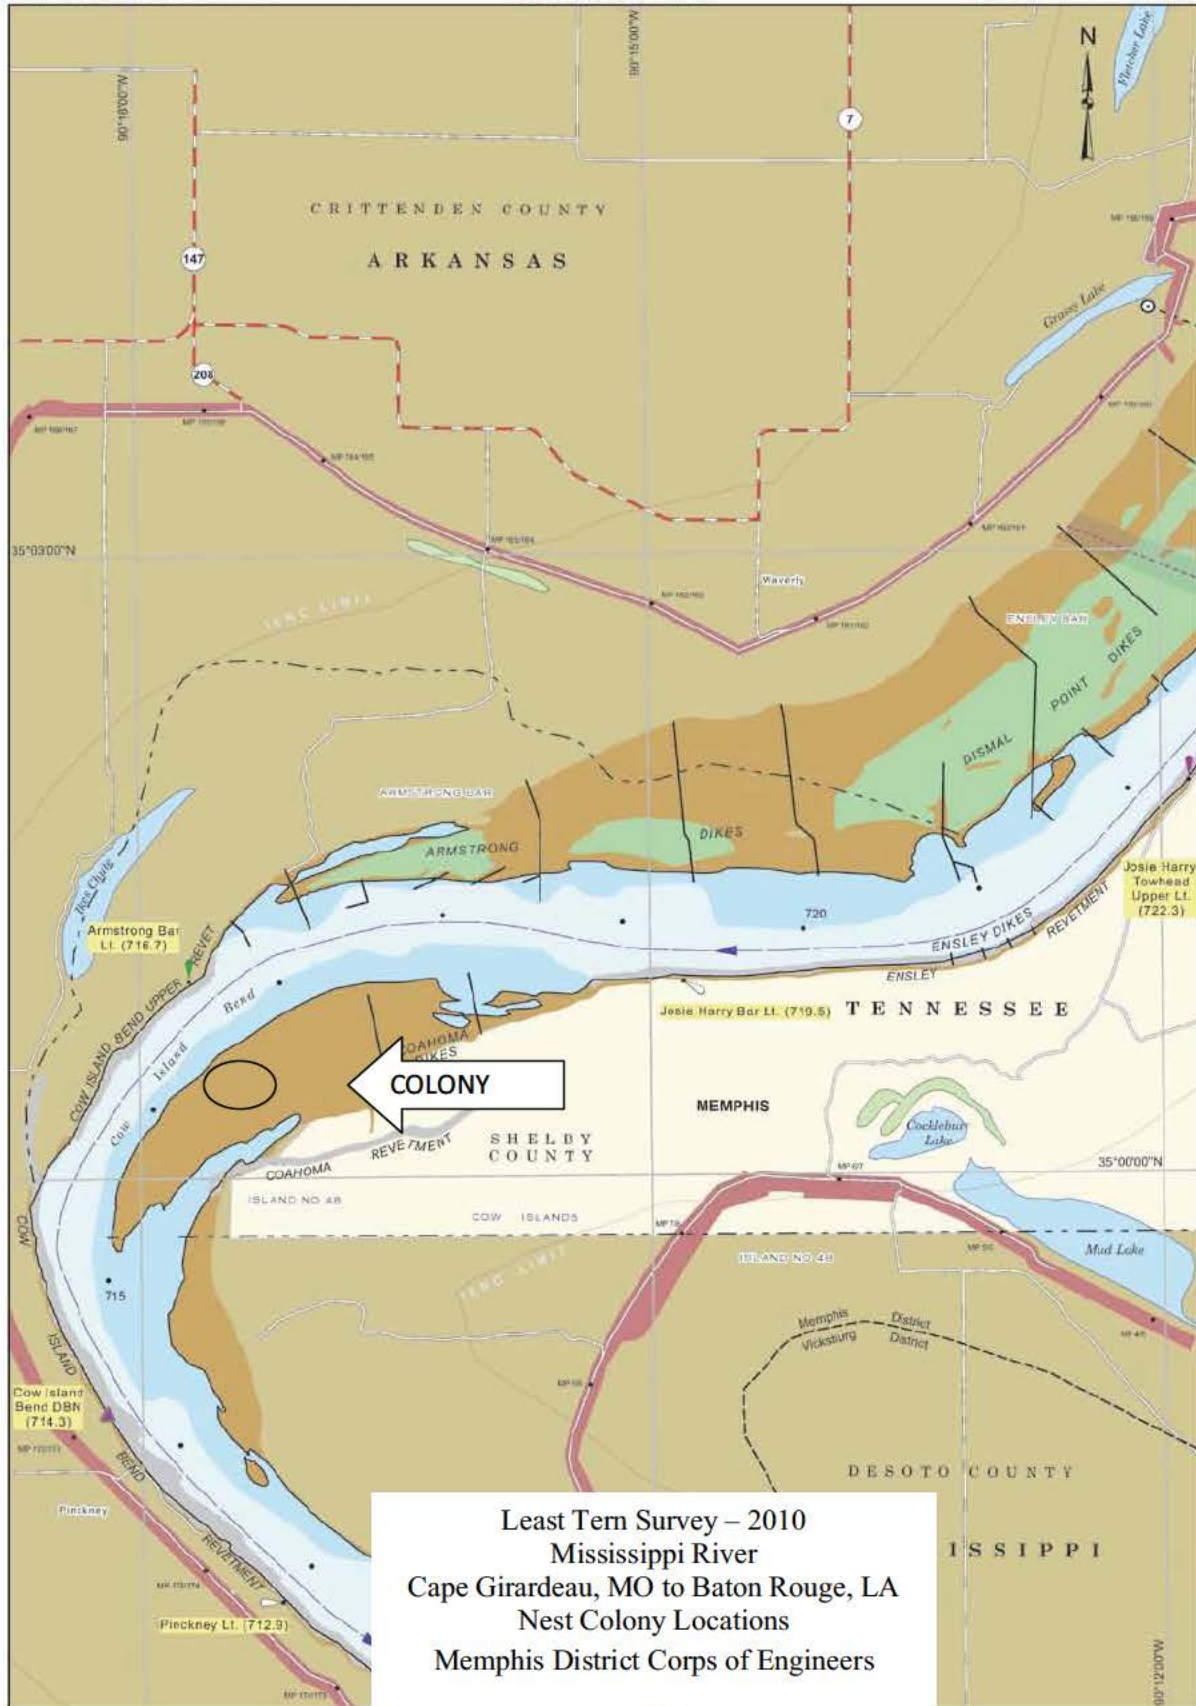 90°18'00"W
90°15'00"W
N
Fletcher Lake
7
CRITTENDEN COUNTY
ARKANSAS
147
Grassy Lake
208
35°03'00"N
Waverly
ENSLEY BAR
DISMAL POINT DIKES
ARMSTRONG BAR
ARMSTRONG
DIKES
Ikes Chute
Armstrong Bar
Lt. (716.7)
COW ISLAND BEND UPPER REVET
720
Josie Harry
Towhead
Upper Lt.
(722.3)
ENSLEY DIKES
ENSLEY
REVETMENT
Cow Island Bend
Josie Harry Bar Lt. (719.5)
TENNESSEE
COAHOMA
DIKES
COLONY
MEMPHIS
Cocklebur
Lake
SHELBY
COUNTY
COAHOMA
REVETMENT
35°00'00"N
ISLAND NO 48
COW ISLANDS
ISLAND NO 48
Mud Lake
715
Memphis District
Vicksburg District
COW ISLAND BEND REVETMENT
Cow Island
Bend DBN
(714.3)
Pinckney
DESOTO COUNTY
ISSIPPI
Pinckney Lt. (712.9)
90°12'00"W
Least Tern Survey – 2010
Mississippi River
Cape Girardeau, MO to Baton Rouge, LA
Nest Colony Locations
Memphis District Corps of Engineers